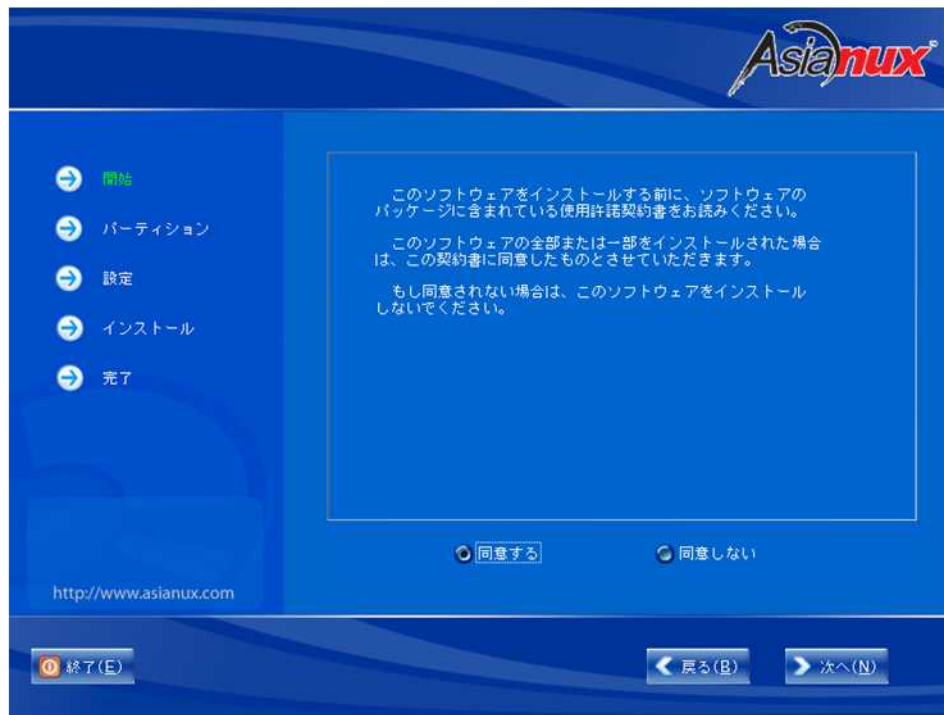 Asianux
開始
パーティション
設定
インストール
完了
このソフトウェアをインストールする前に、ソフトウェアの
パッケージに含まれている使用許諾契約書をお読みください。
このソフトウェアの全部または一部をインストールされた場合
は、この契約書に同意したものとさせていただきます。
もし同意されない場合は、このソフトウェアをインストール
しないでください。
同意する
同意しない
http://www.asianux.com
終了(E)
戻る(B)
次へ(N)